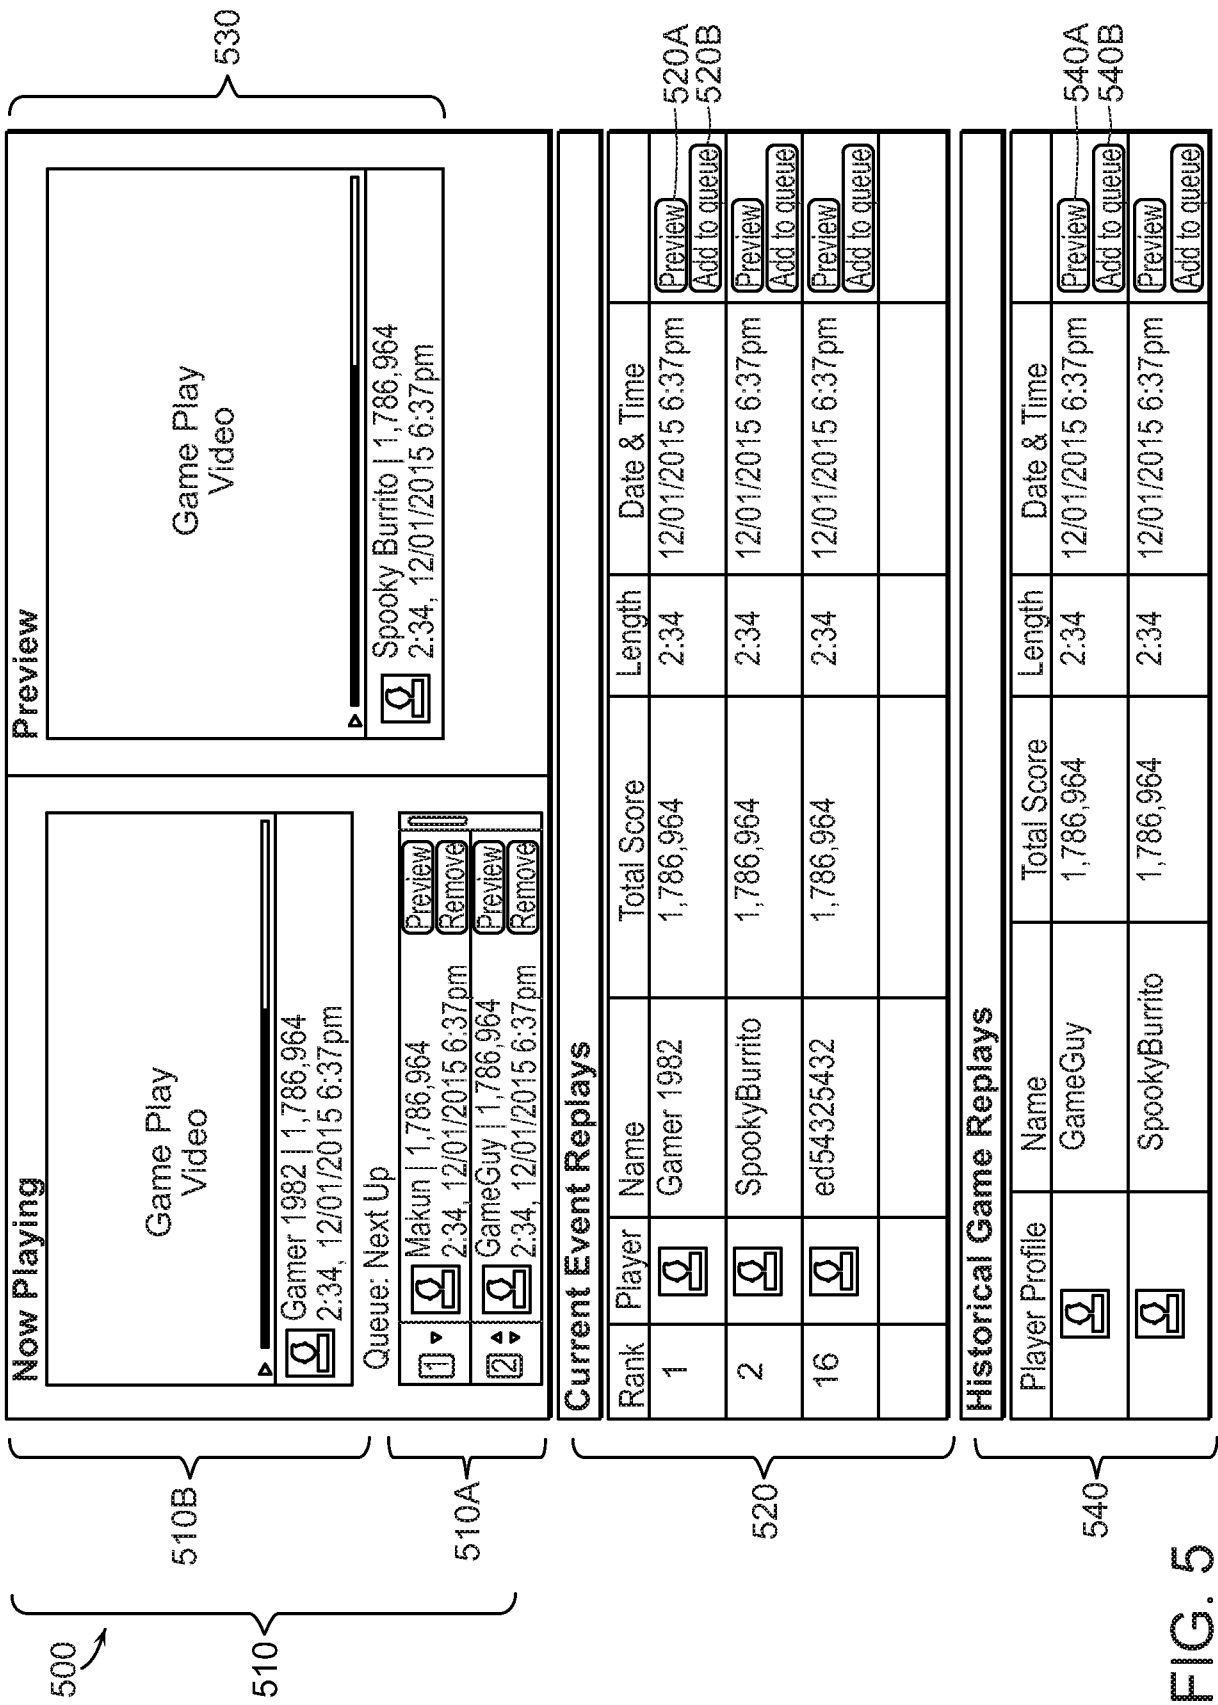 500
510
510B
510A
530
Now Playing
Game Play
Video
Gamer 1982 | 1,786,964
2:34, 12/01/2015 6:37pm
Queue: Next Up
1
Makun | 1,786,964
2:34, 12/01/2015 6:37pm
Preview
Remove
2
GameGuy | 1,786,964
2:34, 12/01/2015 6:37pm
Preview
Remove
Preview
Game Play
Video
Spooky Burrito | 1,786,964
2:34, 12/01/2015 6:37pm
520
Current Event Replays
Rank Player Name Total Score Length Date & Time
1 Gamer 1982 1,786,964 2:34 12/01/2015 6:37pm Preview 520A
Add to queue 520B
2 SpookyBurrito 1,786,964 2:34 12/01/2015 6:37pm Preview
Add to queue
16 ed54325432 1,786,964 2:34 12/01/2015 6:37pm Preview
Add to queue
540
Historical Game Replays
Player Profile Name Total Score Length Date & Time
GameGuy 1,786,964 2:34 12/01/2015 6:37pm Preview 540A
Add to queue 540B
SpookyBurrito 1,786,964 2:34 12/01/2015 6:37pm Preview
Add to queue
FIG. 5